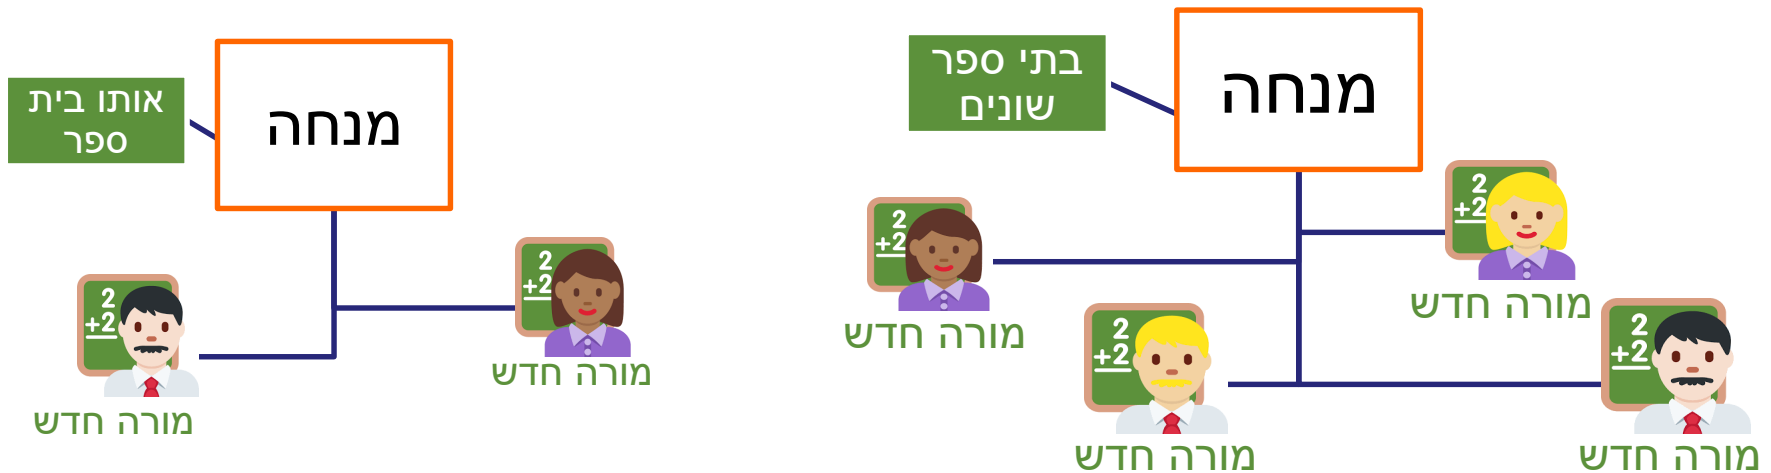 בתי ספר
שונים
מנחה
2
+2
מורה חדש
2
+2
מורה חדש
2
+2
מורה חדש
2
+2
מורה חדש
אותו בית
ספר
מנחה
2
+2
מורה חדש
2
+2
מורה חדש